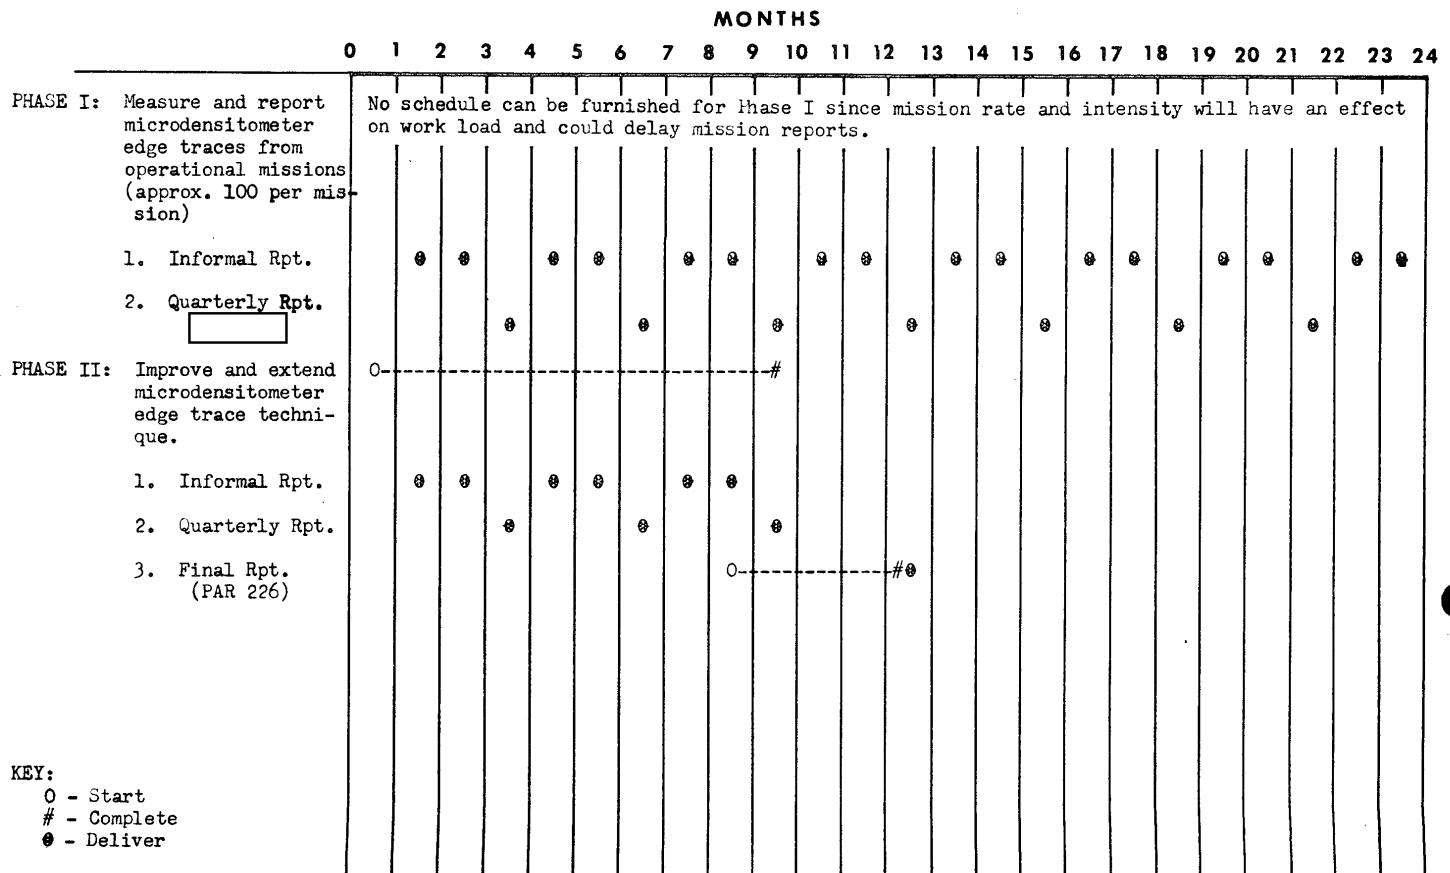 MONTHS
0 1 2 3 4 5 6 7 8 9 10 11 12 13 14 15 16 17 18 19 20 21 22 23 24
PHASE I: Measure and report
microdensitometer
edge traces from
operational missions
(approx. 100 per mis-
sion)
No schedule can be furnished for Phase I since mission rate and intensity will have an effect
on work load and could delay mission reports.
1. Informal Rpt.
2. Quarterly Rpt.
PHASE II: Improve and extend
microdensitometer
edge trace techni-
que.
O--------------------#
1. Informal Rpt.
2. Quarterly Rpt.
3. Final Rpt.
(PAR 226)
O--------------#
KEY:
O - Start
# - Complete
- Deliver